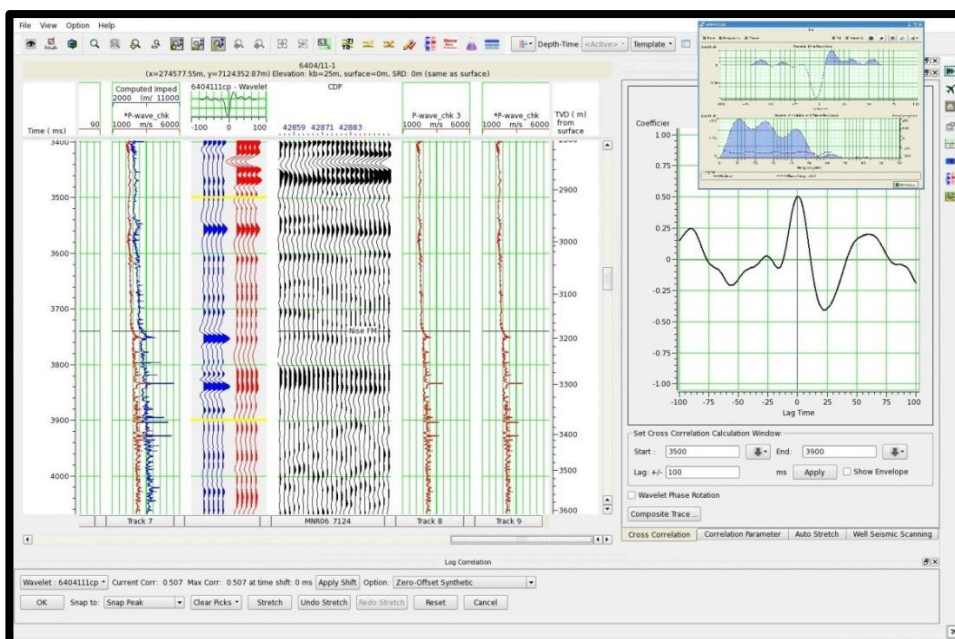 File View Option Help
Depth-Time: <Active> Template
6404/11-1
(x=274577.55m, y=7124352.87m) Elevation: kb=25m, surface=0m, SRD: 0m (same as surface)
Computed Imped 6404111cp - Wavelet CDP
2000 (m/ 11000
*P-wave_chk P-wave_chk 3 *P-wave_chk TVD ( m)
Time ( ms) 90 1000 m/s 6000 -100 0 100 42859 42871 42883 1000 m/s 6000 1000 m/s 6000 from
surface
3400
2900
3500
3000
3600
3100
3700
Nise FM
3200
3800
3300
3900
3400
4000
3500
3600
Track 7 MNR06 7124 Track 8 Track 9
Coefficier
1.00
0.75
0.50
0.25
0
-0.25
-0.50
-0.75
-1.00
-100 -75 -50 -25 0 25 50 75 100
Lag Time
Set Cross Correlation Calculation Window:
Start : 3500 End: 3900
Lag: +/- 100 ms Apply Show Envelope
Wavelet Phase Rotation
Composite Trace ...
Cross Correlation Correlation Parameter Auto Stretch Well Seismic Scanning
Log Correlation
Wavelet : 6404111cp Current Corr: 0.507 Max Corr: 0.507 at time shift: 0 ms Apply Shift Option: Zero-Offset Synthetic
OK Snap to: Snap Peak Clear Picks Stretch Undo Stretch Redo Stretch Reset Cancel